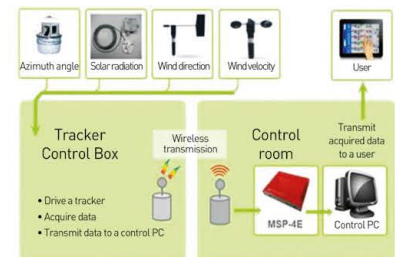 Azimuth angle
Solar radiation
Wind direction
Wind velocity
User
Tracker
Control Box
Wireless
transmission
Control
room
Transmit
acquired data
to a user
• Drive a tracker
• Acquire data
• Transmit data to a control PC
MSP-4E
Control PC